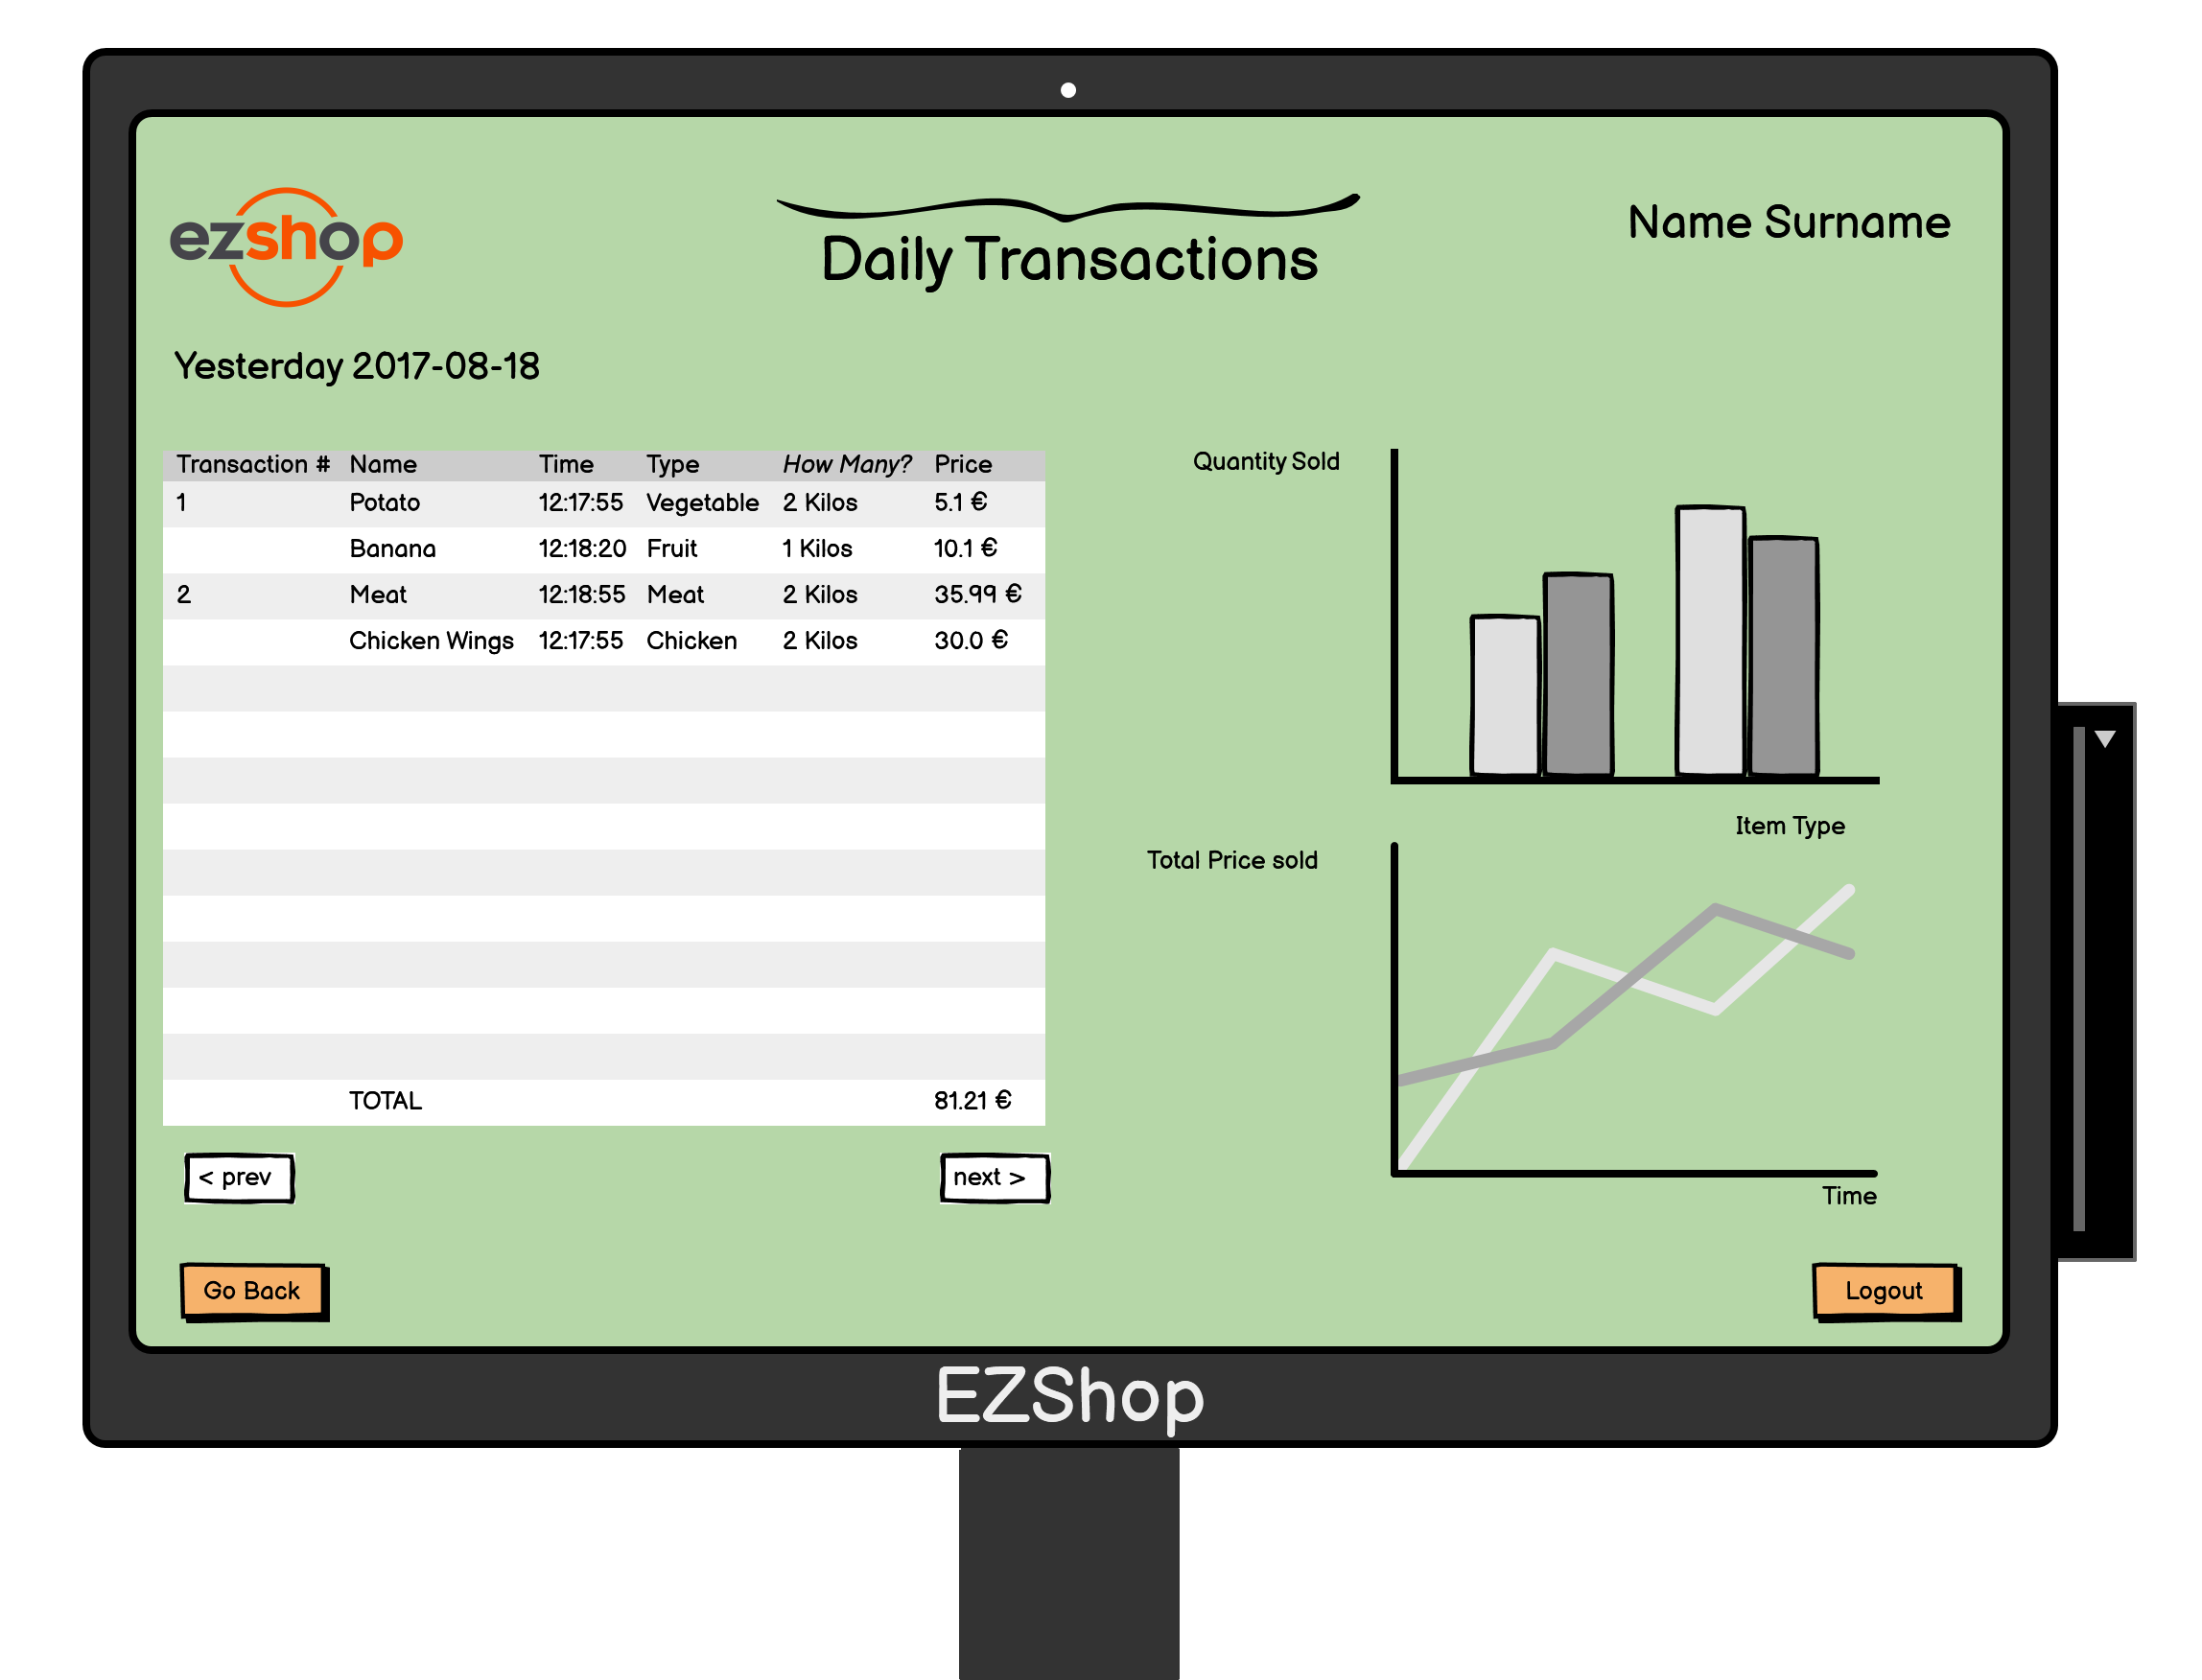 ezshop
Daily Transactions
Name Surname
Yesterday 2017-08-18
Transaction # Name Time Type How Many? Price
1 Potato 12:17:55 Vegetable 2 Kilos 5.1 €
Banana 12:18:20 Fruit 1 Kilos 10.1 €
2 Meat 12:18:55 Meat 2 Kilos 35.99 €
Chicken Wings 12:17:55 Chicken 2 Kilos 30.0 €
TOTAL 81.21 €
< prev
next >
Quantity Sold
Item Type
Total Price sold
Time
Go Back
Logout
EZShop